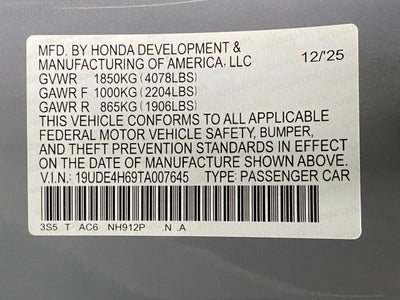 MFD. BY HONDA DEVELOPMENT &
MANUFACTURING OF AMERICA, LLC 12/'25
GVWR 1850KG (4078LBS)
GAWR F 1000KG (2204LBS)
GAWR R 865KG (1906LBS)
THIS VEHICLE CONFORMS TO ALL APPLICABLE
FEDERAL MOTOR VEHICLE SAFETY, BUMPER,
AND THEFT PREVENTION STANDARDS IN EFFECT
ON THE DATE OF MANUFACTURE SHOWN ABOVE.
V.I.N.: 19UDE4H69TA007645 TYPE: PASSENGER CAR
3S5 T AC6 NH912P .N .A